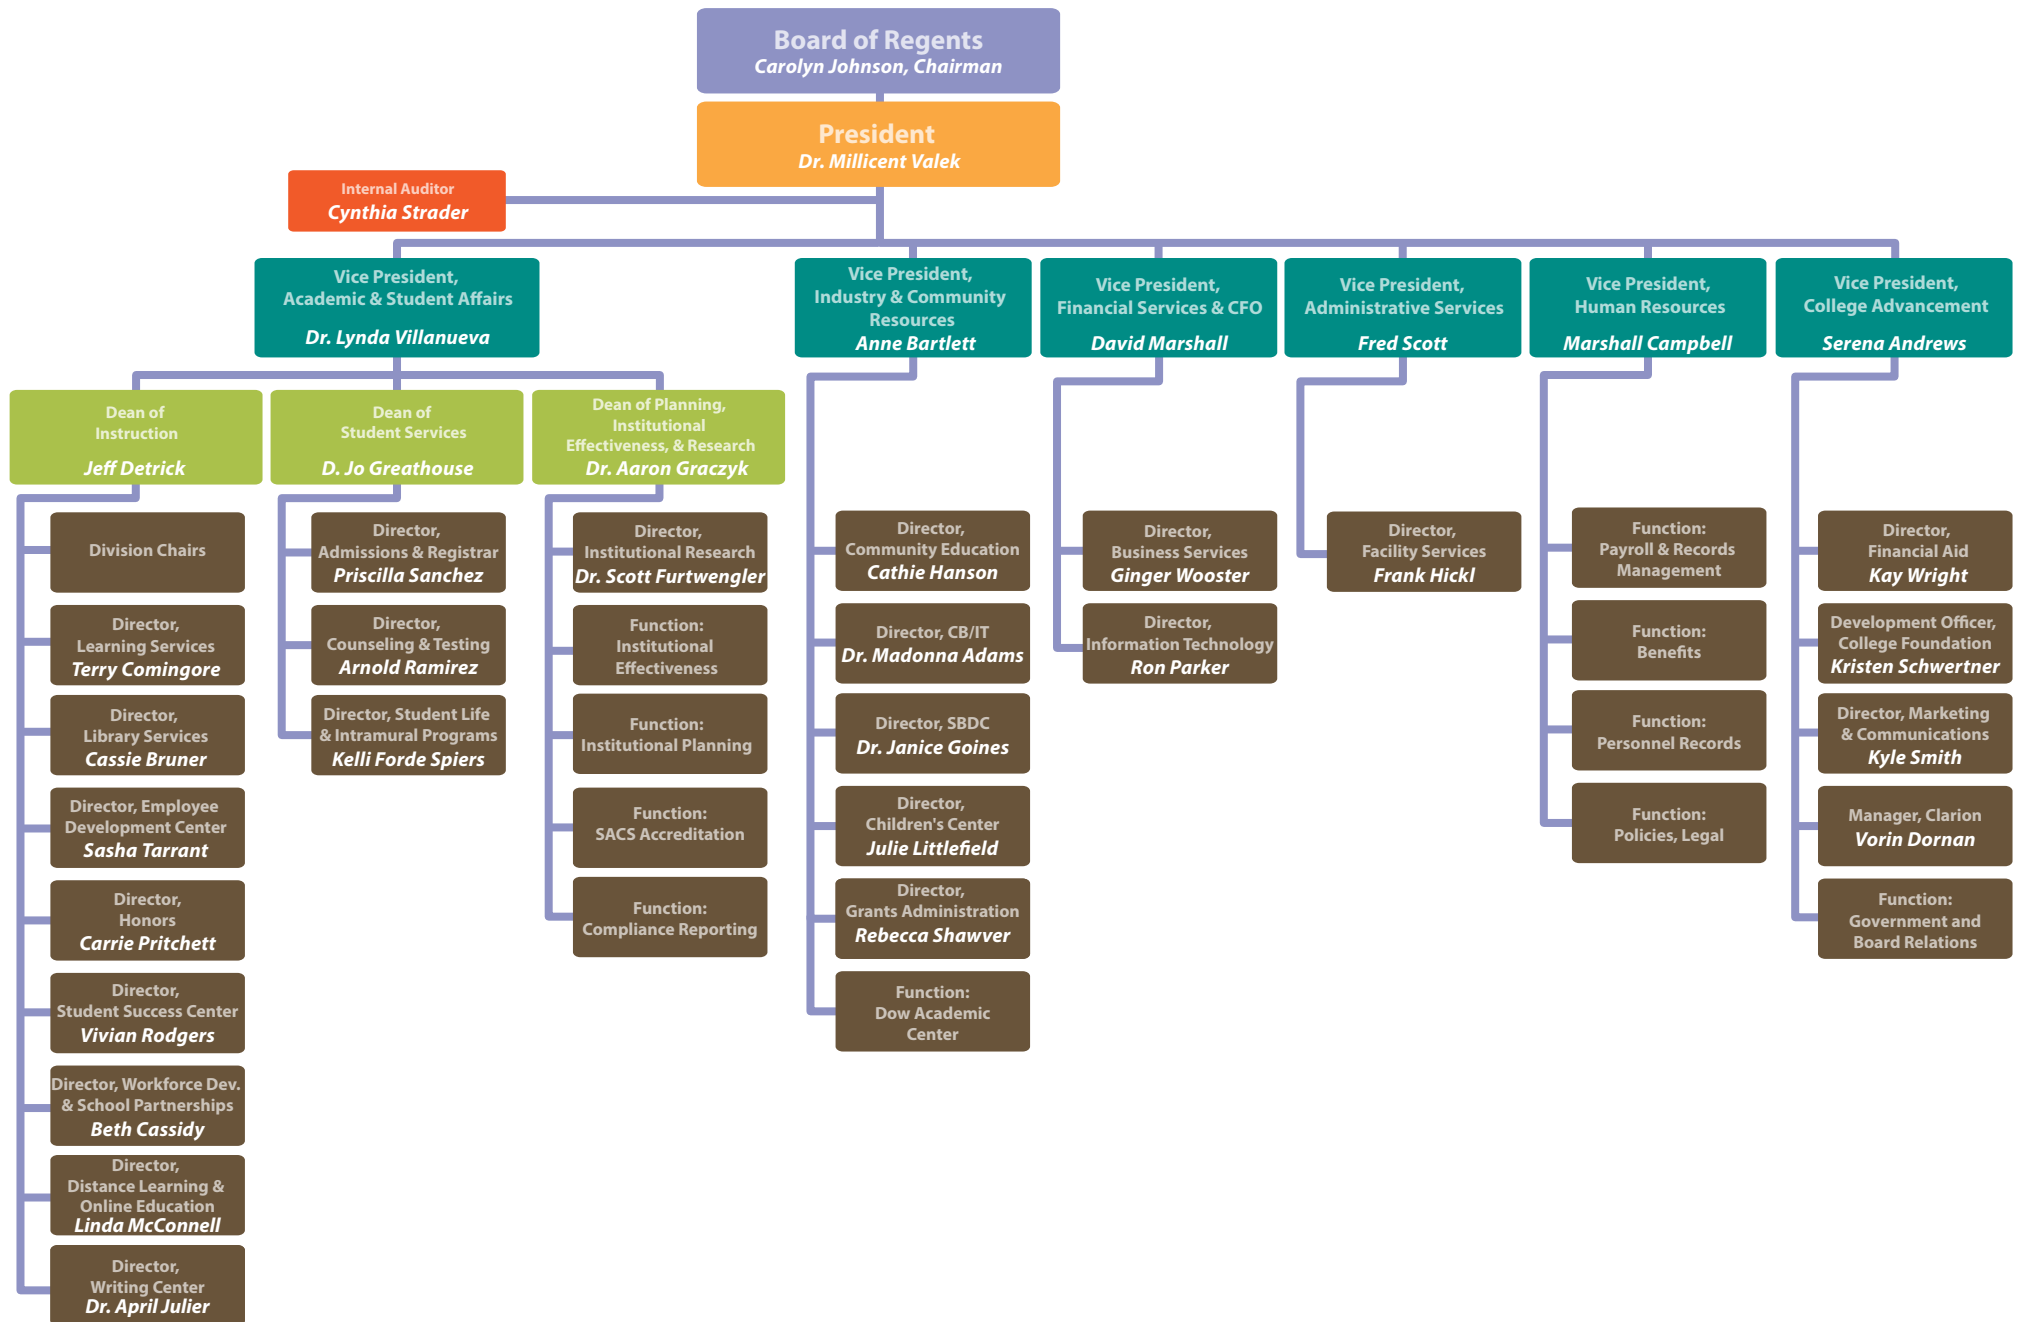 Board of Regents
Carolyn Johnson, Chairman
President
Dr. Millicent Valek
Internal Auditor
Cynthia Strader
Vice President,
Academic & Student Affairs
Dr. Lynda Villanueva
Vice President,
Industry & Community
Resources
Anne Bartlett
Vice President,
Financial Services & CFO
David Marshall
Vice President,
Administrative Services
Fred Scott
Vice President,
Human Resources
Marshall Campbell
Vice President,
College Advancement
Serena Andrews
Dean of
Instruction
Jeff Detrick
Dean of
Student Services
D. Jo Greathouse
Dean of Planning,
Institutional
Effectiveness, & Research
Dr. Aaron Graczyk
Division Chairs
Director,
Learning Services
Terry Comingore
Director,
Library Services
Cassie Bruner
Director, Employee
Development Center
Sasha Tarrant
Director,
Honors
Carrie Pritchett
Director,
Student Success Center
Vivian Rodgers
Director, Workforce Dev.
& School Partnerships
Beth Cassidy
Director,
Distance Learning &
Online Education
Linda McConnell
Director,
Writing Center
Dr. April Julier
Director,
Admissions & Registrar
Priscilla Sanchez
Director,
Counseling & Testing
Arnold Ramirez
Director, Student Life
& Intramural Programs
Kelli Forde Spiers
Director,
Institutional Research
Dr. Scott Furtwengler
Function:
Institutional
Effectiveness
Function:
Institutional Planning
Function:
SACS Accreditation
Function:
Compliance Reporting
Director,
Community Education
Cathie Hanson
Director, CB/IT
Dr. Madonna Adams
Director, SBDC
Dr. Janice Goines
Director,
Children's Center
Julie Littlefield
Director,
Grants Administration
Rebecca Shawver
Function:
Dow Academic
Center
Director,
Business Services
Ginger Wooster
Director,
Information Technology
Ron Parker
Director,
Facility Services
Frank Hickl
Function:
Payroll & Records
Management
Function:
Benefits
Function:
Personnel Records
Function:
Policies, Legal
Director,
Financial Aid
Kay Wright
Development Officer,
College Foundation
Kristen Schwertner
Director, Marketing
& Communications
Kyle Smith
Manager, Clarion
Vorin Dornan
Function:
Government and
Board Relations